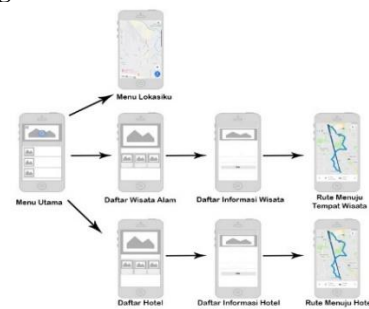 Menu Lokasiku
Menu Utama
Daftar Wisata Alam
Daftar Informasi Wisata
Rute Menuju
Tempat Wisata
Daftar Hotel
Daftar Informasi Hotel
Rute Menuju Hote